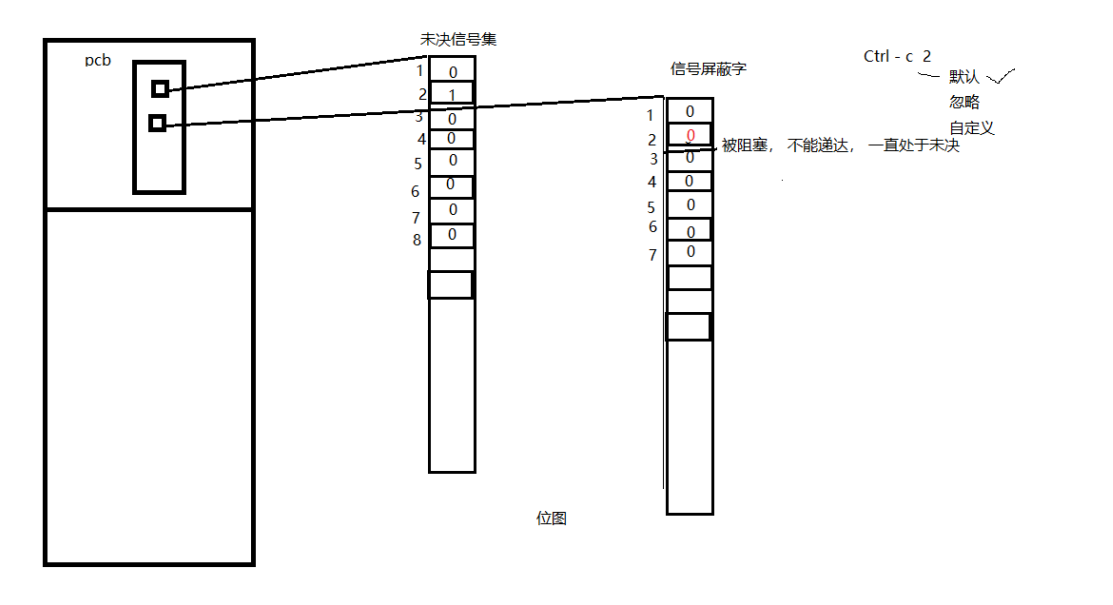 未决信号集
pcb
1 0
2 1
3 0
4 0
5 0
6 0
7 0
8 0
信号屏蔽字
1 0
2 0
3 0
4 0
5 0
6 0
7 0
被阻塞， 不能递达， 一直处于未决
Ctrl - c 2
默认
忽略
自定义
位图